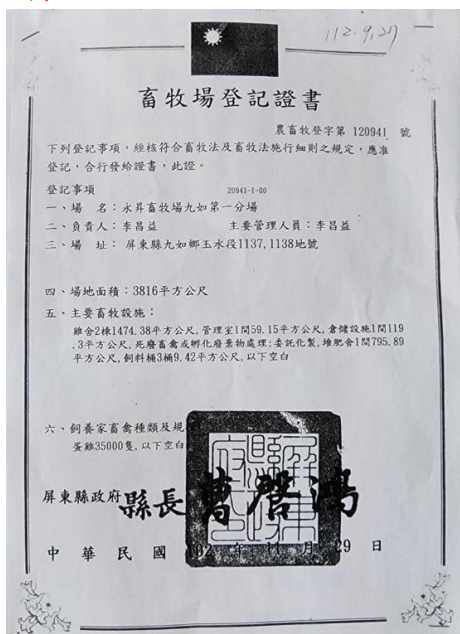 112.9.21
畜牧場登記證書
農畜牧登字第 120941 號
下列登記事項,經核符合畜牧法及畜牧法施行細則之規定,應准
登記,合行發給證書,此證。
登記事項
20941-1-00
一、場 名:永昇畜牧場九如第一分場
二、負責人:李昌益 主要管理人員:李昌益
三、場 址: 屏東縣九如鄉玉水段1137,1138地號
四、場地面積:3816平方公尺
五、主要畜牧設施:
雞舍2棟1474.38平方公尺,管理室1間59.15平方公尺,倉儲設施1間119
.3平方公尺,死廢畜禽或孵化廢棄物處理:委託化製,堆肥舍1間795.89
平方公尺,飼料桶3桶9.42平方公尺,以下空白
六、飼養家畜禽種類及規
蛋雞35000隻,以下空白
屏東縣政府 縣長 曹啓鴻
屏東縣政府印
中 華 民 國 102 年 11 月 29 日